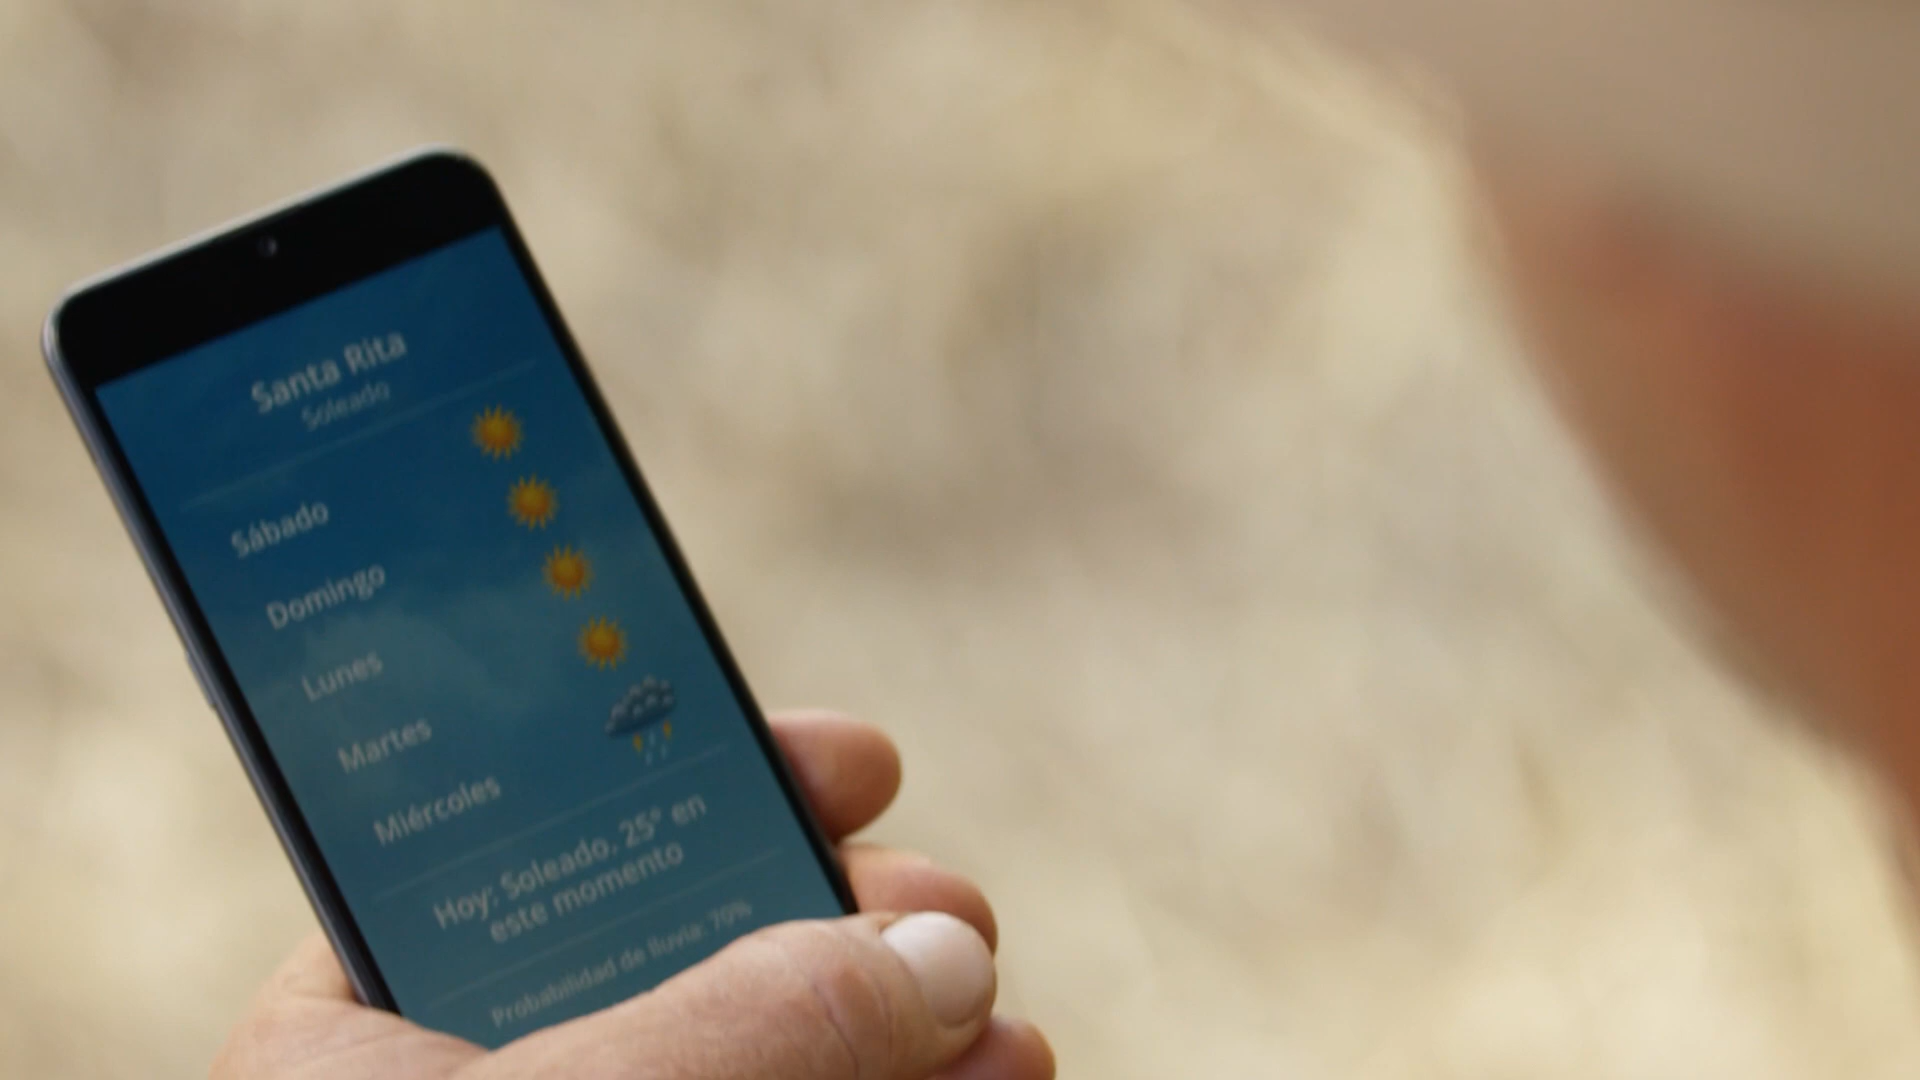 Santa Rita
Soleado
Sábado
Domingo
Lunes
Martes
Miércoles
Hoy: Soleado. 25° en
este momento
Probabilidad de lluvia: 70%